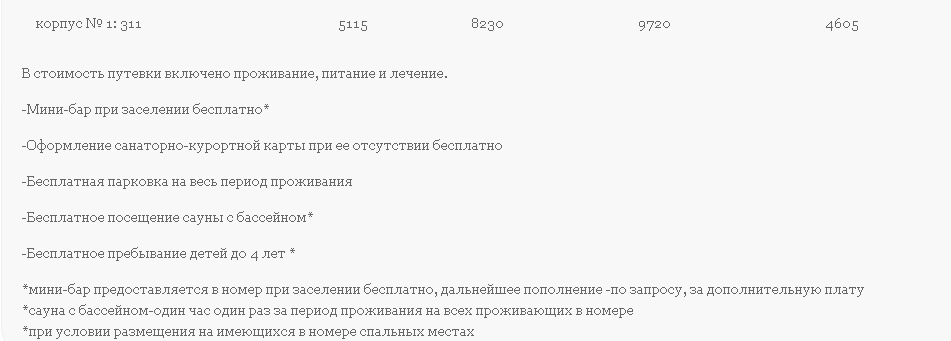 корпус № 1: 311 5115 8230 9720 4605
В стоимость путевки включено проживание, питание и лечение.
-Мини-бар при заселении бесплатно*
-Оформление санаторно-курортной карты при ее отсутствии бесплатно
-Бесплатная парковка на весь период проживания
-Бесплатное посещение сауны с бассейном*
-Бесплатное пребывание детей до 4 лет *
*мини-бар предоставляется в номер при заселении бесплатно, дальнейшее пополнение -по запросу, за дополнительную плату
*сауна с бассейном-один час один раз за период проживания на всех проживающих в номере
*при условии размещения на имеющихся в номере спальных местах